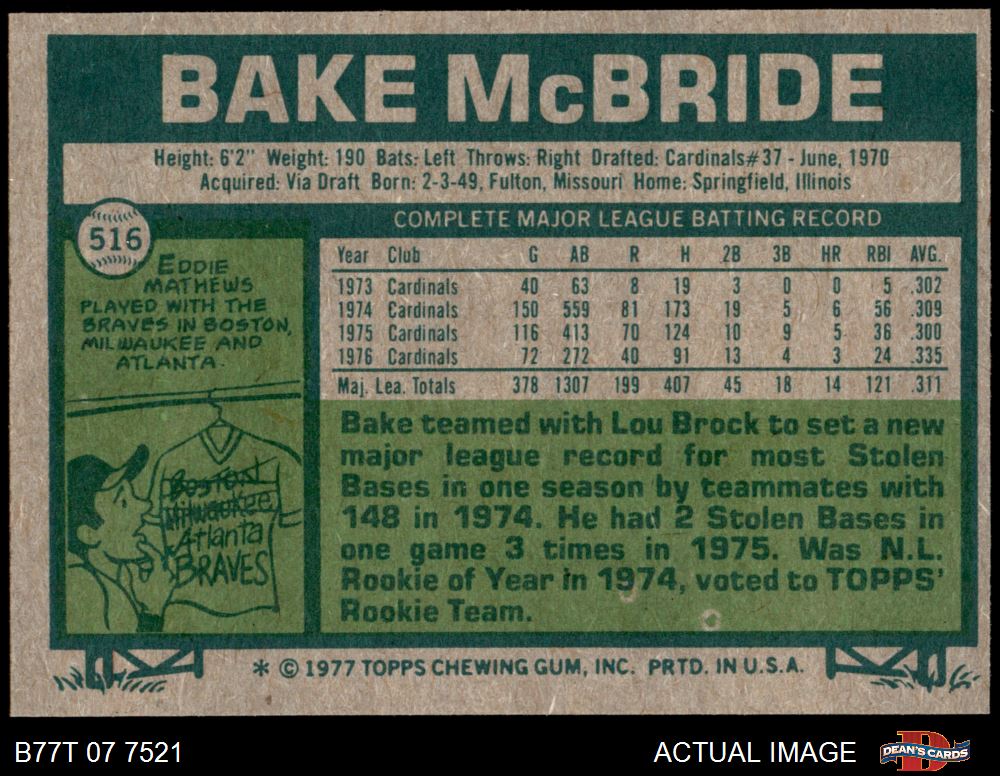 BAKE McBRIDE
Height: 6'2" Weight: 190 Bats: Left Throws: Right Drafted: Cardinals#37 - June, 1970
Acquired: Via Draft Born: 2-3-49, Fulton, Missouri Home: Springfield, Illinois
516
EDDIE
MATHEWS
PLAYED WITH THE
BRAVES IN BOSTON,
MILWAUKEE AND
ATLANTA.
BOSTON
Milwaukee
Atlanta
BRAVES
COMPLETE MAJOR LEAGUE BATTING RECORD
Year Club G AB R H 2B 3B HR RBI AVG.
1973 Cardinals 40 63 8 19 3 0 0 5 .302
1974 Cardinals 150 559 81 173 19 5 6 56 .309
1975 Cardinals 116 413 70 124 10 9 5 36 .300
1976 Cardinals 72 272 40 91 13 4 3 24 .335
Maj. Lea. Totals 378 1307 199 407 45 18 14 121 .311
Bake teamed with Lou Brock to set a new
major league record for most Stolen
Bases in one season by teammates with
148 in 1974. He had 2 Stolen Bases in
one game 3 times in 1975. Was N.L.
Rookie of Year in 1974, voted to TOPPS'
Rookie Team.
* © 1977 TOPPS CHEWING GUM, INC. PRTD. IN U.S.A.
B77T 07 7521
ACTUAL IMAGE
D
DEAN'S CARDS